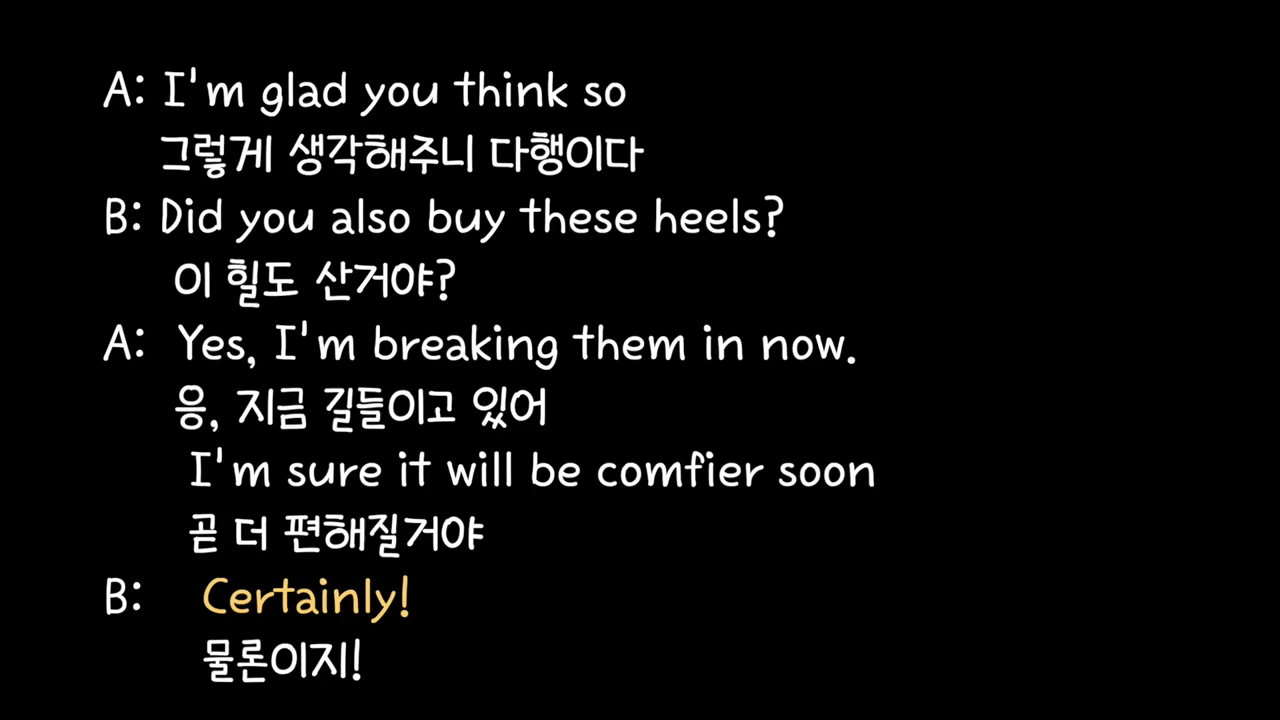 A: I'm glad you think so
그렇게 생각해주니 다행이다
B: Did you also buy these heels?
이 힐도 산거야?
A: Yes, I'm breaking them in now.
응, 지금 길들이고 있어
I'm sure it will be comfier soon
곧 더 편해질거야
B: Certainly!
물론이지!